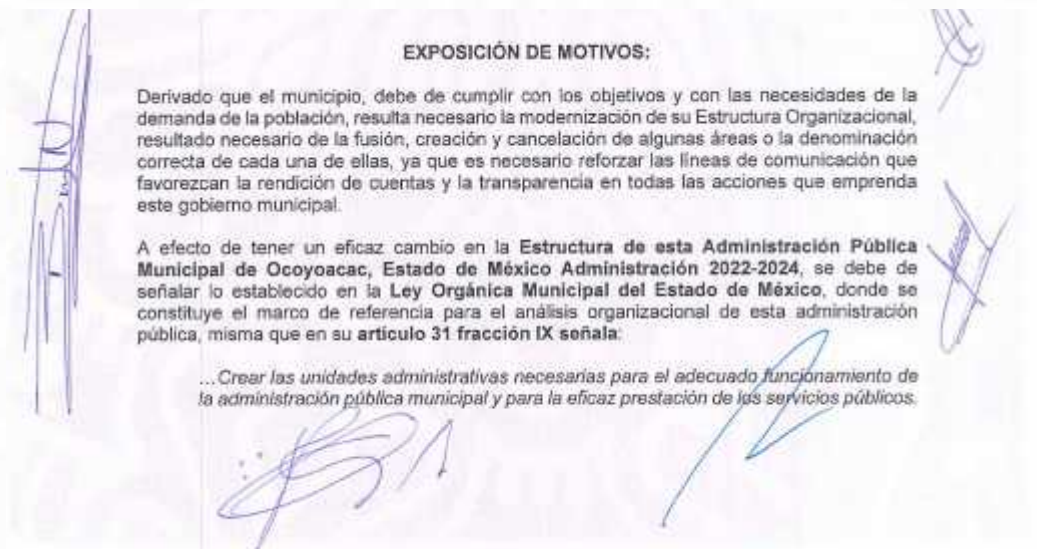 EXPOSICIÓN DE MOTIVOS:
Derivado que el municipio, debe de cumplir con los objetivos y con las necesidades de la
demanda de la población, resulta necesario la modernización de su Estructura Organizacional,
resultado necesario de la fusión, creación y cancelación de algunas áreas o la denominación
correcta de cada una de ellas, ya que es necesario reforzar las líneas de comunicación que
favorezcan la rendición de cuentas y la transparencia en todas las acciones que emprenda
este gobierno municipal.
A efecto de tener un eficaz cambio en la Estructura de esta Administración Pública
Municipal de Ocoyoacac, Estado de México Administración 2022-2024, se debe de
señalar lo establecido en la Ley Orgánica Municipal del Estado de México, donde se
constituye el marco de referencia para el análisis organizacional de esta administración
pública, misma que en su articulo 31 fracción IX señala:
...Crear las unidades administrativas necesarias para el adecuado funcionamiento de
la administración pública municipal y para la eficaz prestación de los servicios públicos.